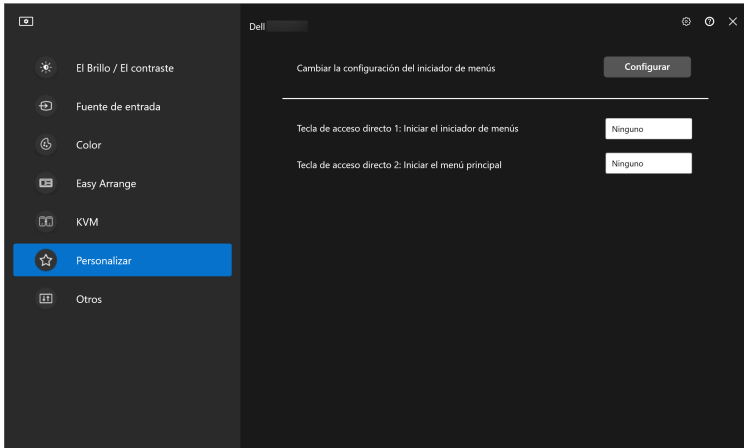 Dell
El Brillo / El contraste
Fuente de entrada
Color
Easy Arrange
KVM
Personalizar
Otros
Cambiar la configuración del iniciador de menús
Configurar
Tecla de acceso directo 1: Iniciar el iniciador de menús
Ninguno
Tecla de acceso directo 2: Iniciar el menú principal
Ninguno